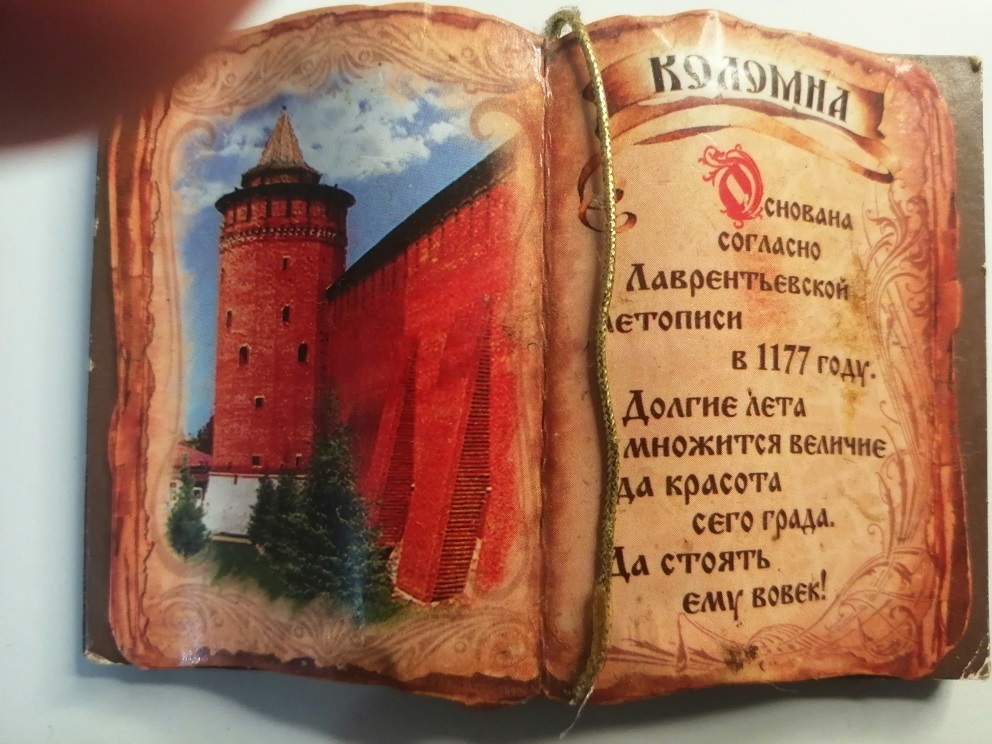 КОЛОМНА
Основана
согласно
Лаврентьевской
летописи
в 1177 году.
Долгие лета
множится величие
да красота
сего града.
Да стоять
ему вовек!